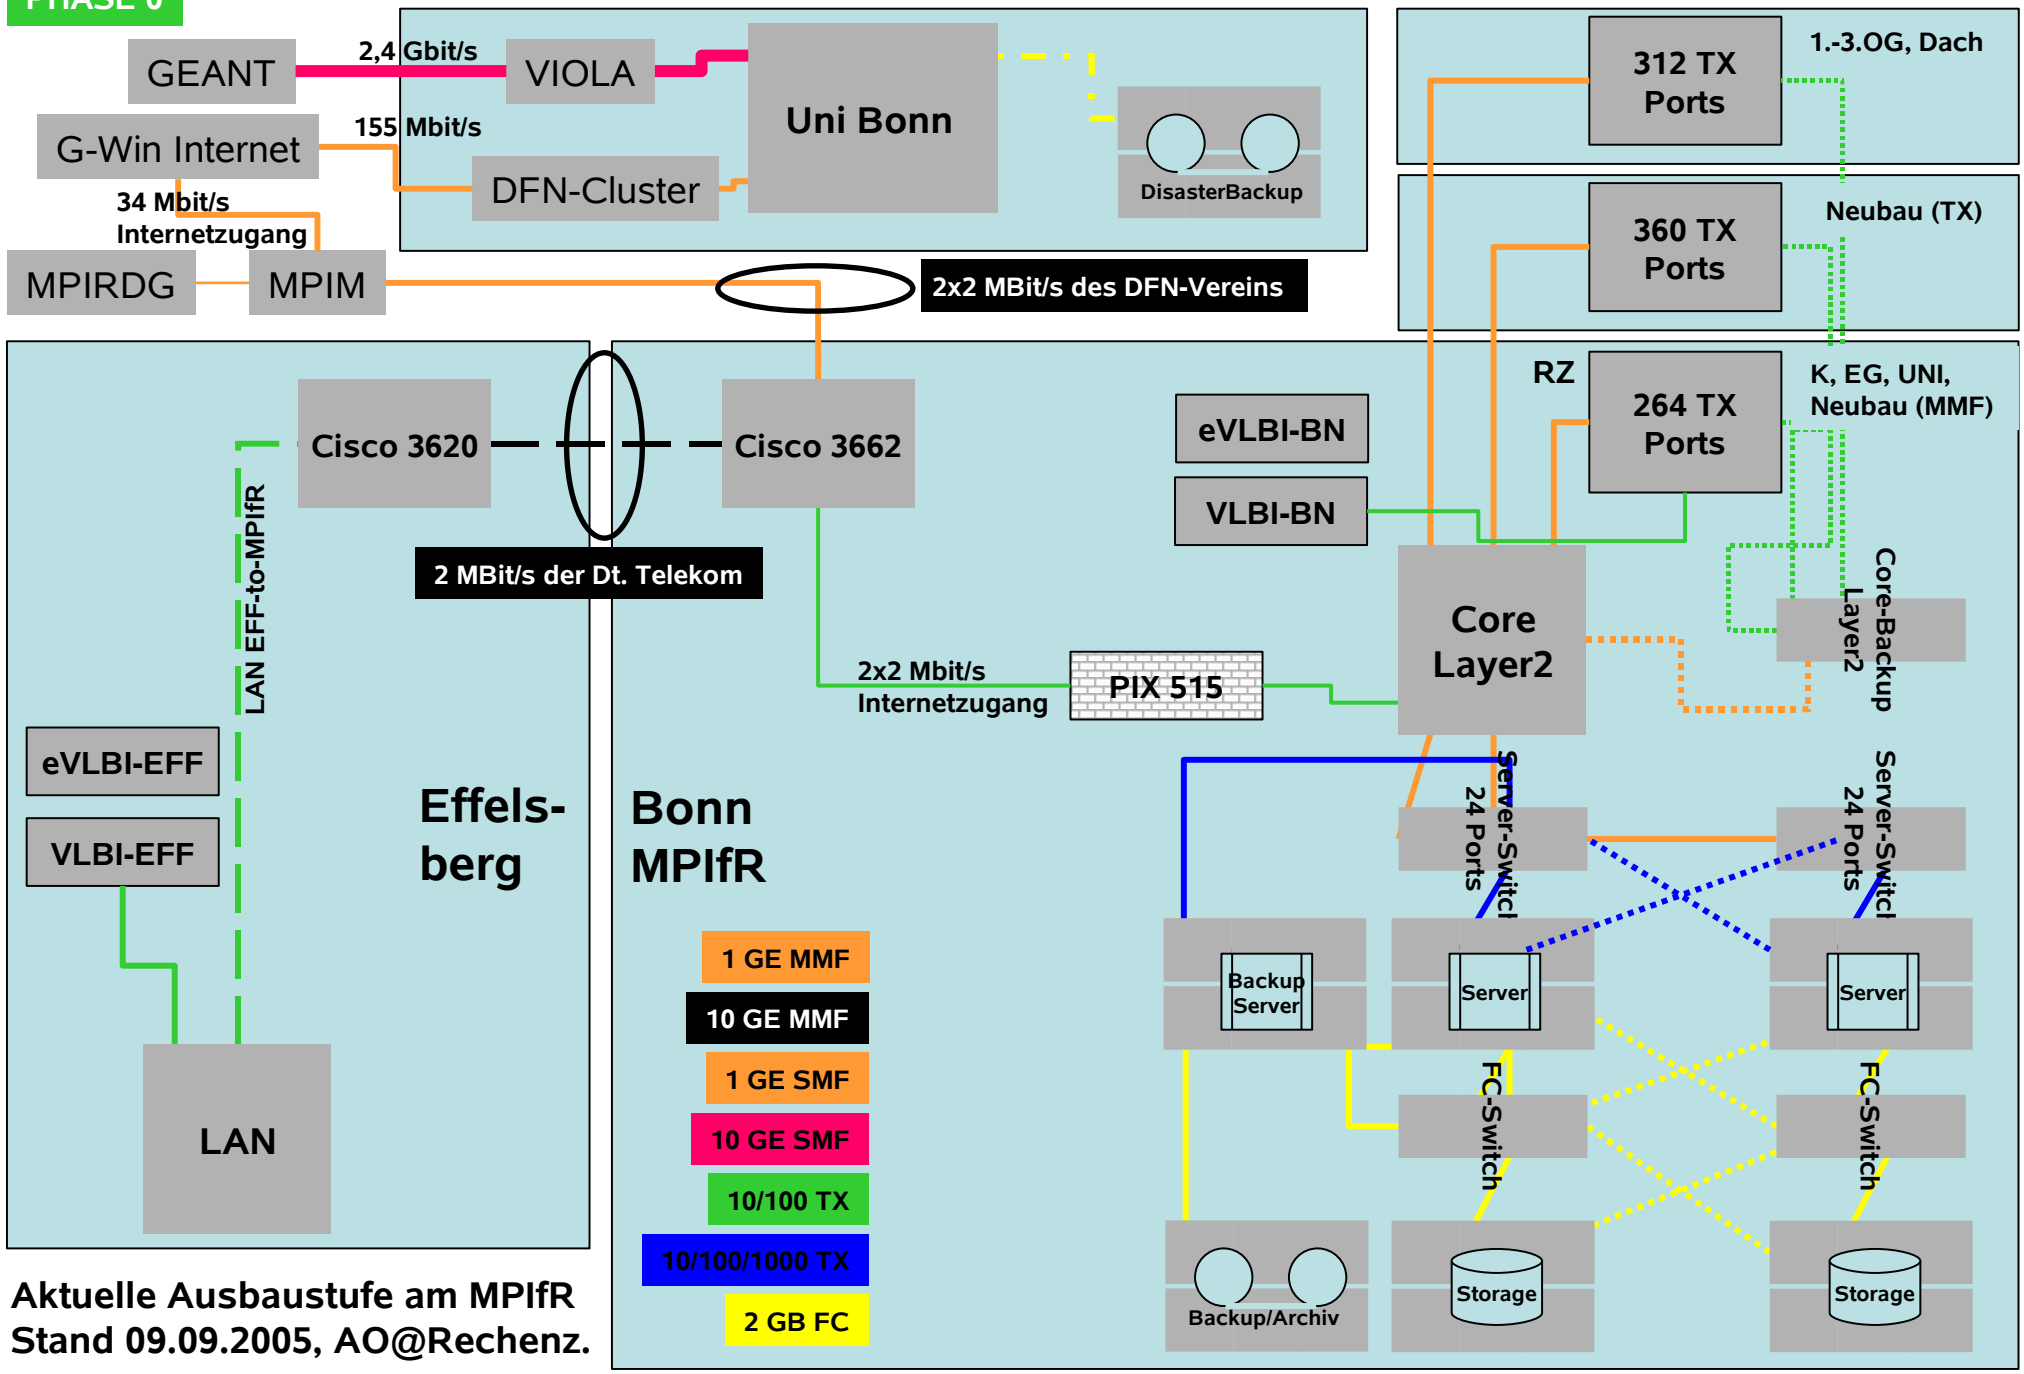 PHASE 0
GEANT
2,4 Gbit/s
VIOLA
Uni Bonn
G-Win Internet
155 Mbit/s
DFN-Cluster
DisasterBackup
34 Mbit/s
Internetzugang
MPIRDG
MPIM
2x2 MBit/s des DFN-Vereins
312 TX
Ports
1.-3.OG, Dach
360 TX
Ports
Neubau (TX)
RZ
264 TX
Ports
K, EG, UNI,
Neubau (MMF)
Cisco 3620
Cisco 3662
eVLBI-BN
VLBI-BN
2 MBit/s der Dt. Telekom
LAN EFF-to-MPIfR
Core
Layer2
Core-Backup
Layer2
2x2 Mbit/s
Internetzugang
PIX 515
eVLBI-EFF
VLBI-EFF
Effels-
berg
Bonn
MPIfR
Server-Switch
24 Ports
Server-Switch
24 Ports
1 GE MMF
10 GE MMF
1 GE SMF
10 GE SMF
10/100 TX
10/100/1000 TX
2 GB FC
Backup
Server
Server
Server
FC-Switch
FC-Switch
LAN
Backup/Archiv
Storage
Storage
Aktuelle Ausbaustufe am MPIfR
Stand 09.09.2005, AO@Rechenz.